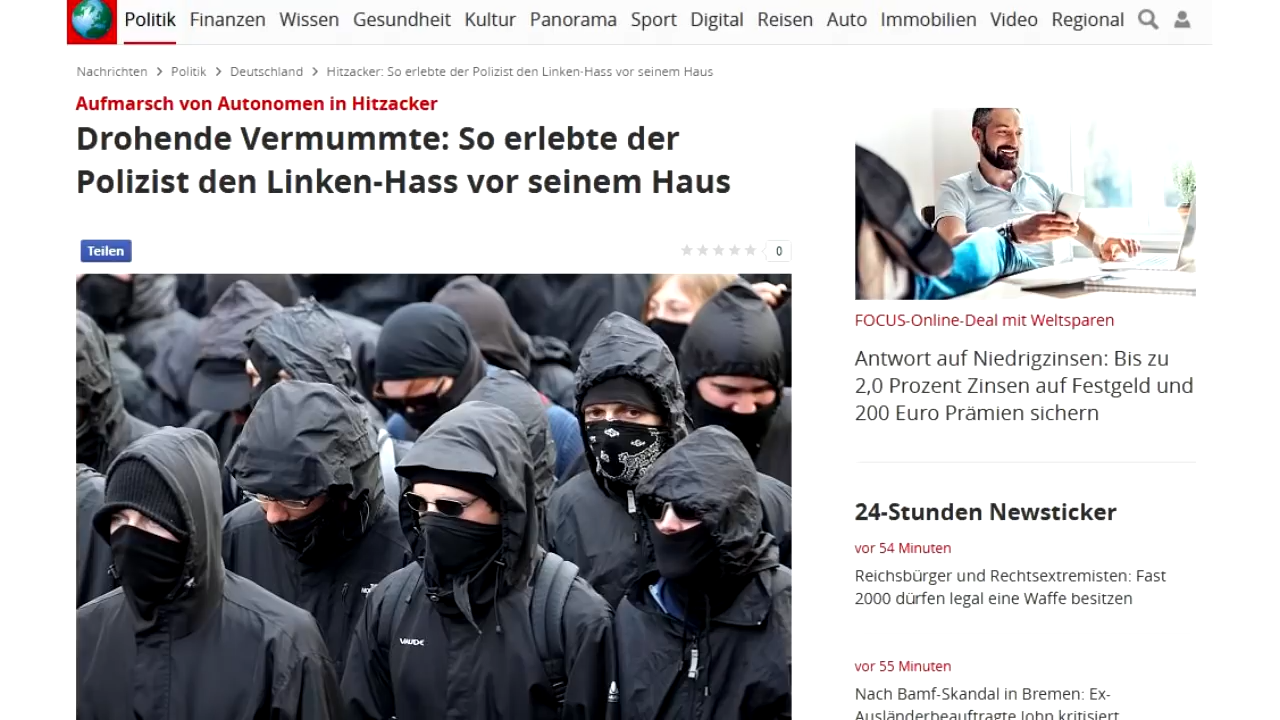 Politik Finanzen Wissen Gesundheit Kultur Panorama Sport Digital Reisen Auto Immobilien Video Regional
Nachrichten > Politik > Deutschland > Hitzacker: So erlebte der Polizist den Linken-Hass vor seinem Haus
Aufmarsch von Autonomen in Hitzacker
Drohende Vermummte: So erlebte der
Polizist den Linken-Hass vor seinem Haus
Teilen
0
VAUDE
FOCUS-Online-Deal mit Weltsparen
Antwort auf Niedrigzinsen: Bis zu
2,0 Prozent Zinsen auf Festgeld und
200 Euro Prämien sichern
24-Stunden Newsticker
vor 54 Minuten
Reichsbürger und Rechtsextremisten: Fast
2000 dürfen legal eine Waffe besitzen
vor 55 Minuten
Nach Bamf-Skandal in Bremen: Ex-
Ausländerbeauftragte John kritisiert